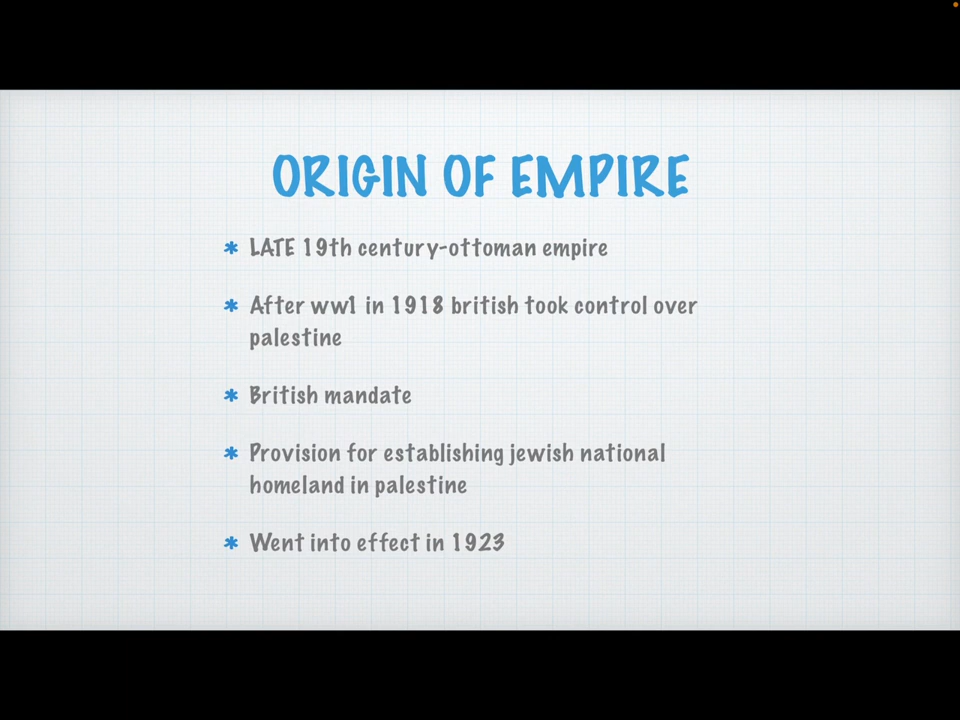 ORIGIN OF EMPIRE
* LATE 19th century-ottoman empire
* After ww1 in 1918 british took control over
palestine
* British mandate
* Provision for establishing jewish national
homeland in palestine
* Went into effect in 1923